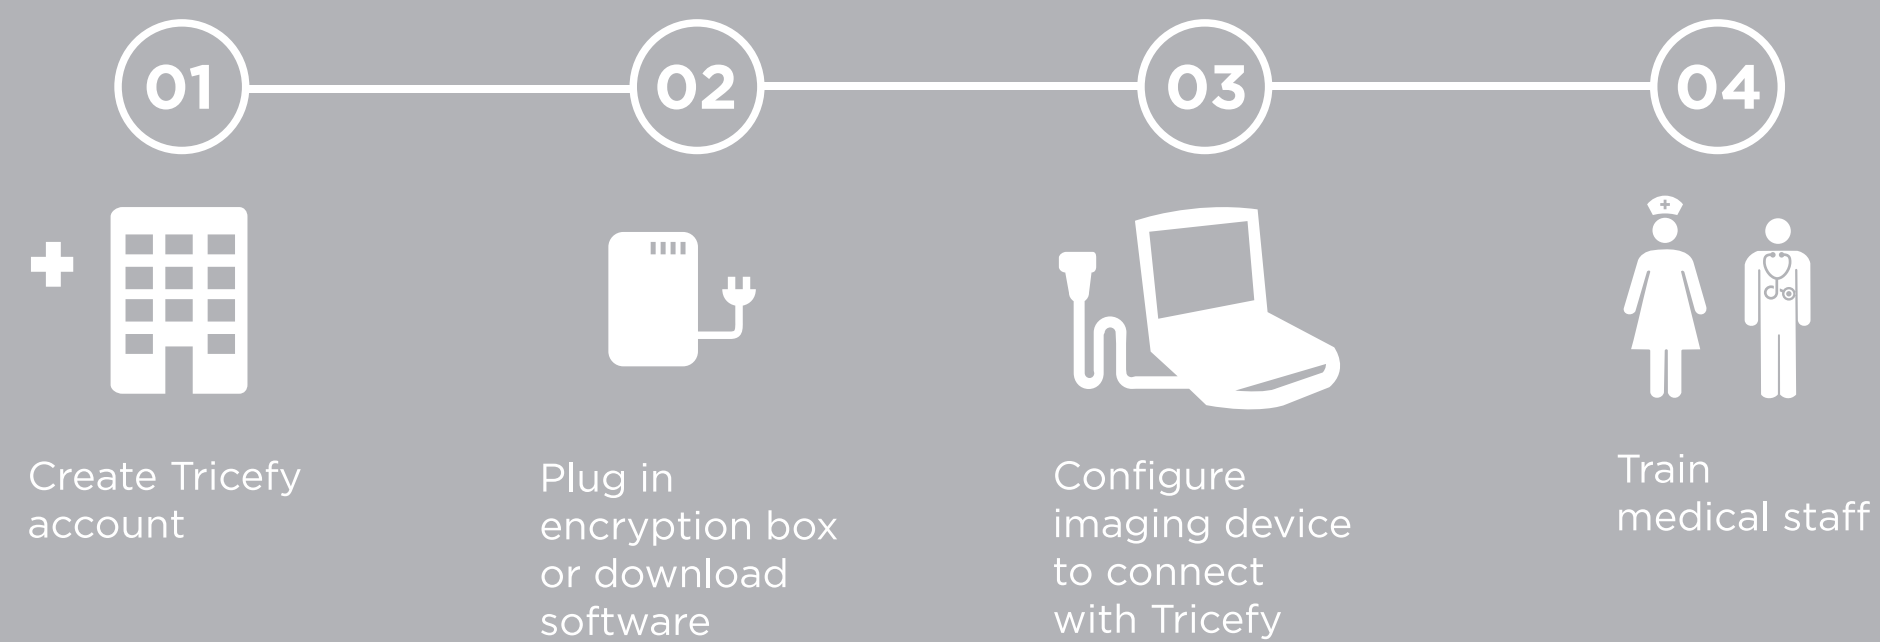 01
02
03
04
Create Tricefy
account
Plug in
encryption box
or download
software
Configure
imaging device
to connect
with Tricefy
Train
medical staff